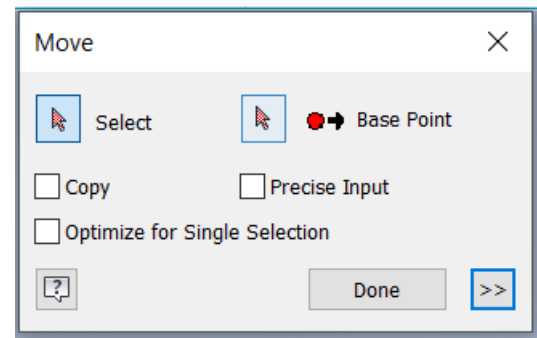 Move
Select Base Point
Copy Precise Input
Optimize for Single Selection
? Done >>